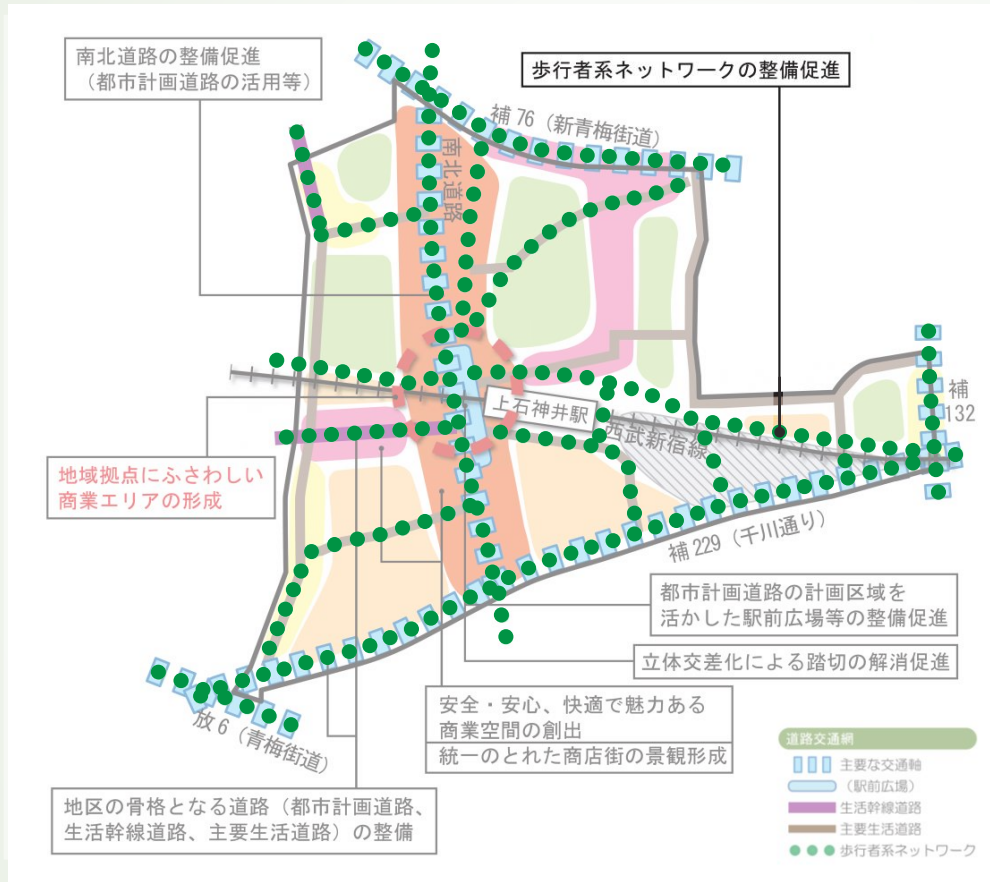 南北道路の整備促進
（都市計画道路の活用等）
歩行者系ネットワークの整備促進
補 76（新青梅街道）
南北道路
上石神井駅
西武新宿線
補
132
地域拠点にふさわしい
商業エリアの形成
補 229（千川通り）
都市計画道路の計画区域を
活かした駅前広場等の整備促進
立体交差化による踏切の解消促進
安全・安心、快適で魅力ある
商業空間の創出
統一のとれた商店街の景観形成
放 6（青梅街道）
地区の骨格となる道路（都市計画道路、
生活幹線道路、主要生活道路）の整備
道路交通網
主要な交通軸
（駅前広場）
生活幹線道路
主要生活道路
歩行者系ネットワーク